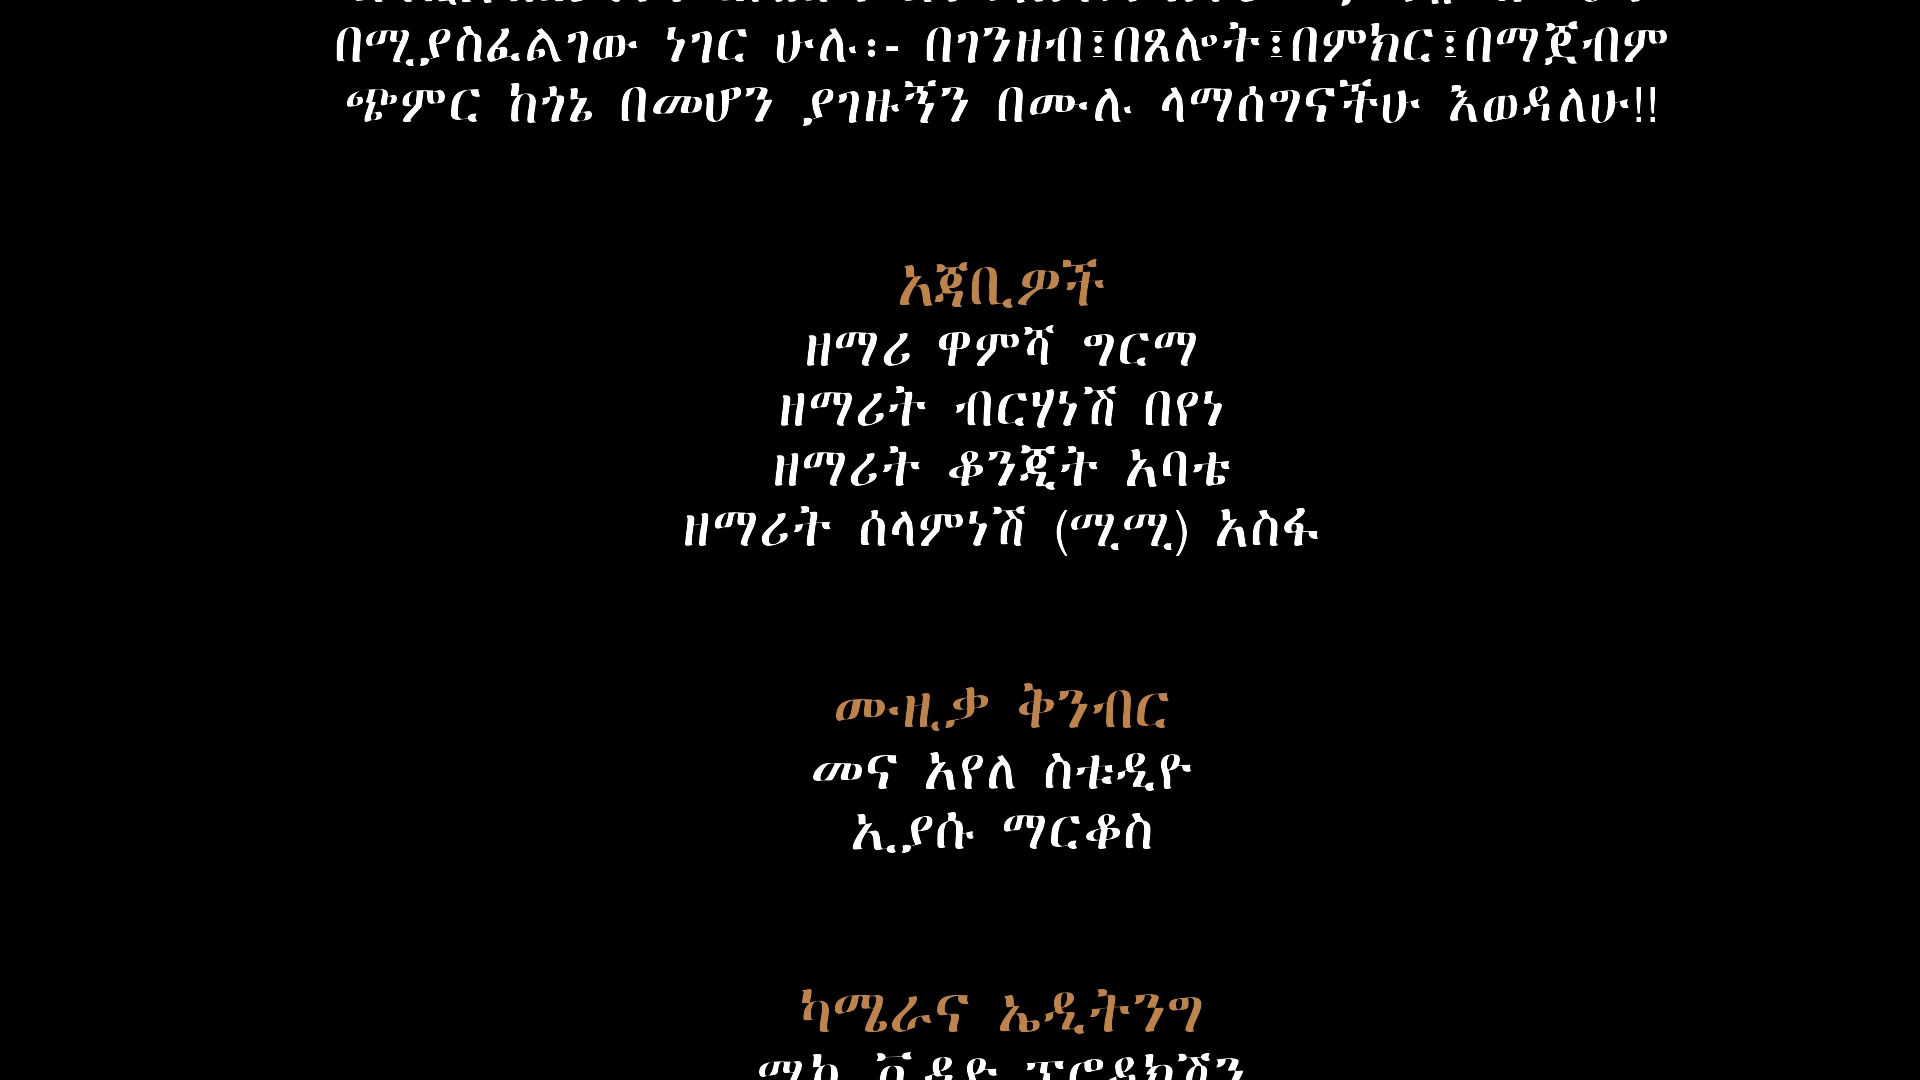 በሚያስፈልገው ነገር ሁሉ፡- በገንዘብ፤በጸሎት፤በምክር፤በማጀብም
ጭምር ከጎኔ በመሆን ያገዙኝን በሙሉ ላማሰግናችሁ እወዳለሁ!!
አጃቢዎች
ዘማሪ ዋምሻ ግርማ
ዘማሪት ብርሃነሽ በየነ
ዘማሪት ቆንጂት አባቴ
ዘማሪት ሰላምነሽ (ሚሚ) አስፋ
ሙዚቃ ቅንብር
መና አየለ ስቱዲዮ
ኢያሱ ማርቆስ
ካሜራና ኤዲትንግ